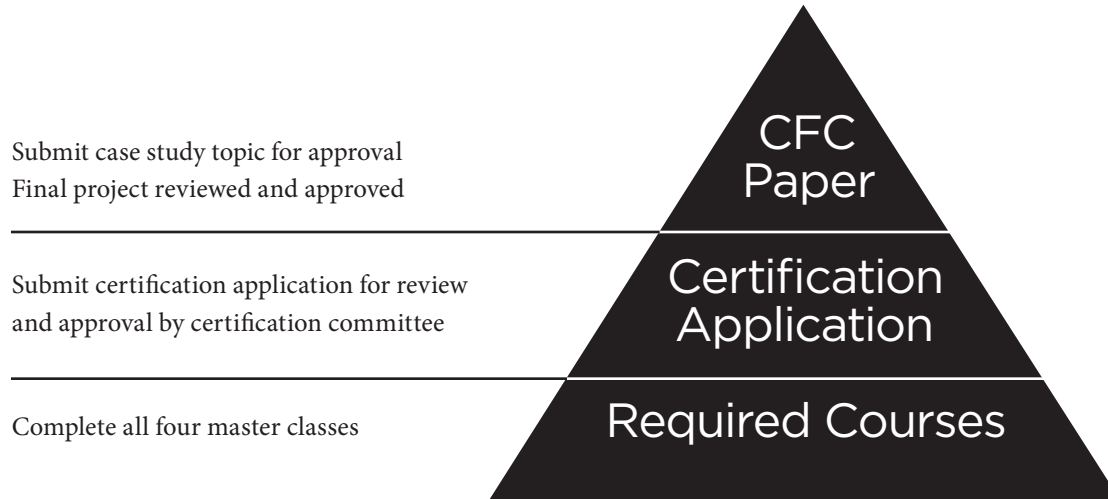 Submit case study topic for approval
Final project reviewed and approved
CFC
Paper
Submit certification application for review
and approval by certification committee
Certification
Application
Complete all four master classes
Required Courses